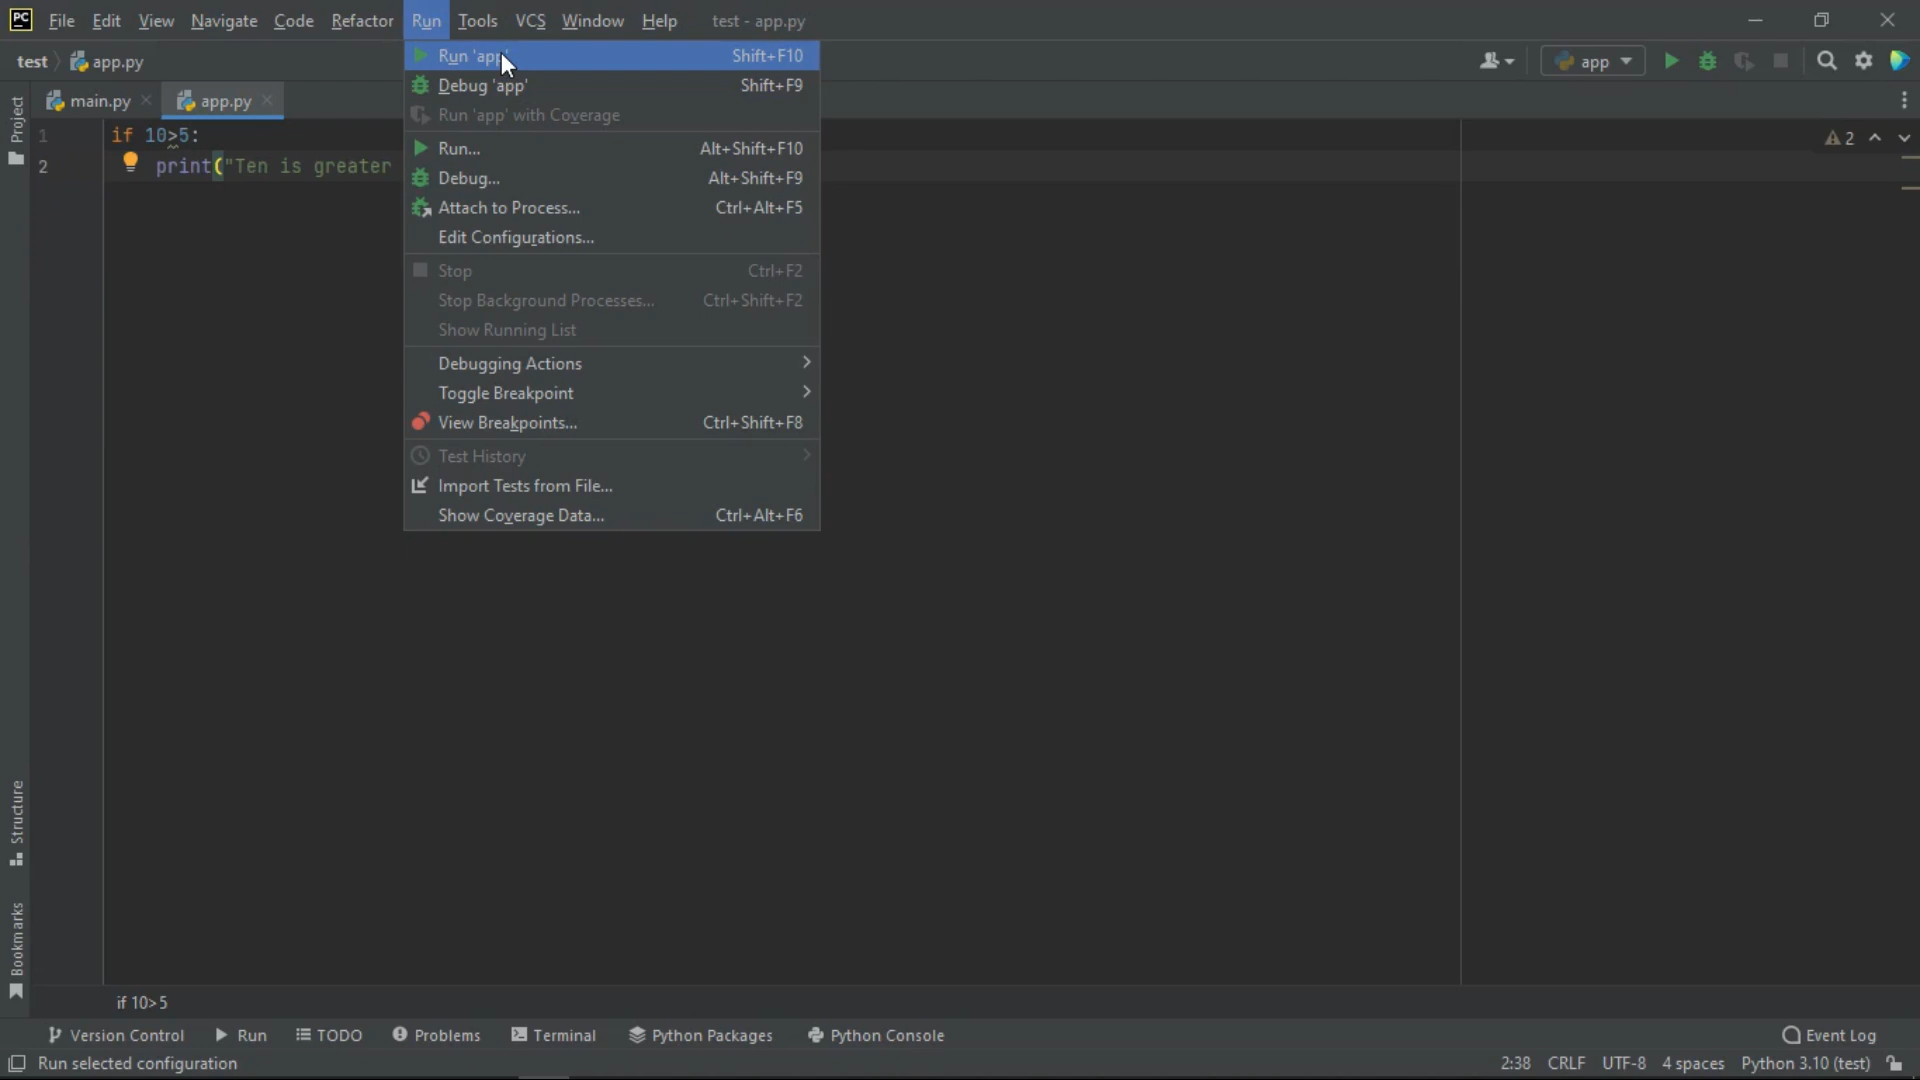 PC File Edit View Navigate Code Refactor Run Tools VCS Window Help test - app.py
test app.py
app
main.py app.py
Run 'app' Shift+F10
Debug 'app' Shift+F9
Run 'app' with Coverage
Run... Alt+Shift+F10
Debug... Alt+Shift+F9
Attach to Process... Ctrl+Alt+F5
Edit Configurations...
Stop Ctrl+F2
Stop Background Processes... Ctrl+Shift+F2
Show Running List
Debugging Actions
Toggle Breakpoint
View Breakpoints... Ctrl+Shift+F8
Test History
Import Tests from File...
Show Coverage Data... Ctrl+Alt+F6
1 if 10>5:
2 print("Ten is greater
2
Project
Structure
Bookmarks
if 10>5
Version Control Run TODO Problems Terminal Python Packages Python Console Event Log
Run selected configuration 2:38 CRLF UTF-8 4 spaces Python 3.10 (test)